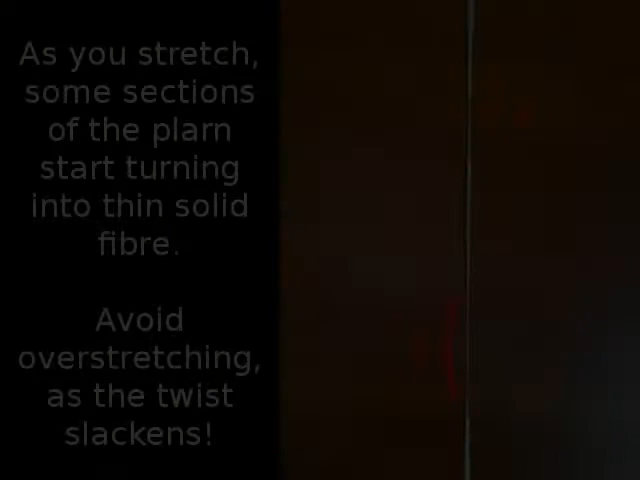 As you stretch,
some sections
of the plarn
start turning
into thin solid
fibre.
Avoid
overstretching,
as the twist
slackens!